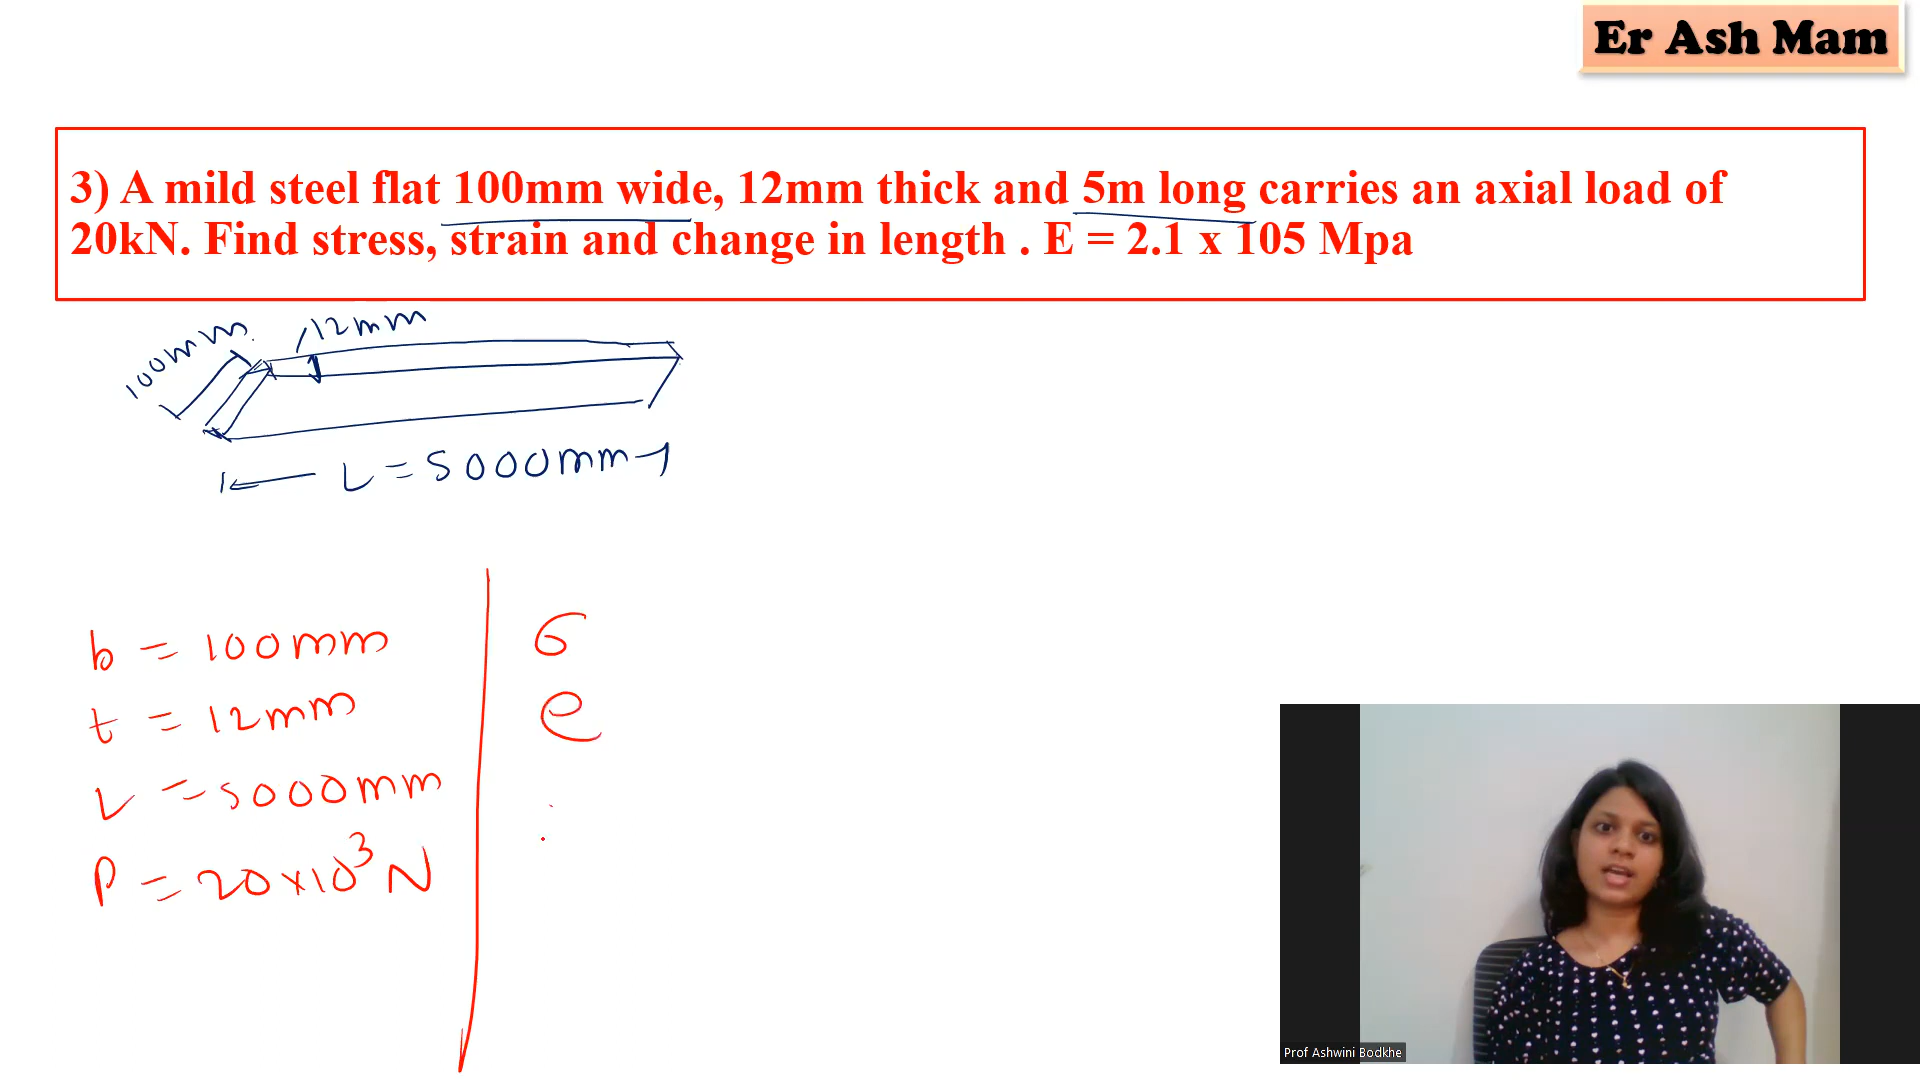 Er Ash Mam
3) A mild steel flat 100mm wide, 12mm thick and 5m long carries an axial load of
20kN. Find stress, strain and change in length . E = 2.1 x 105 Mpa
100mm
12mm
L = 5000mm
b = 100mm
t = 12mm
L = 5000mm
P = 20×10³ N
σ
e
Prof Ashwini Bodkhe